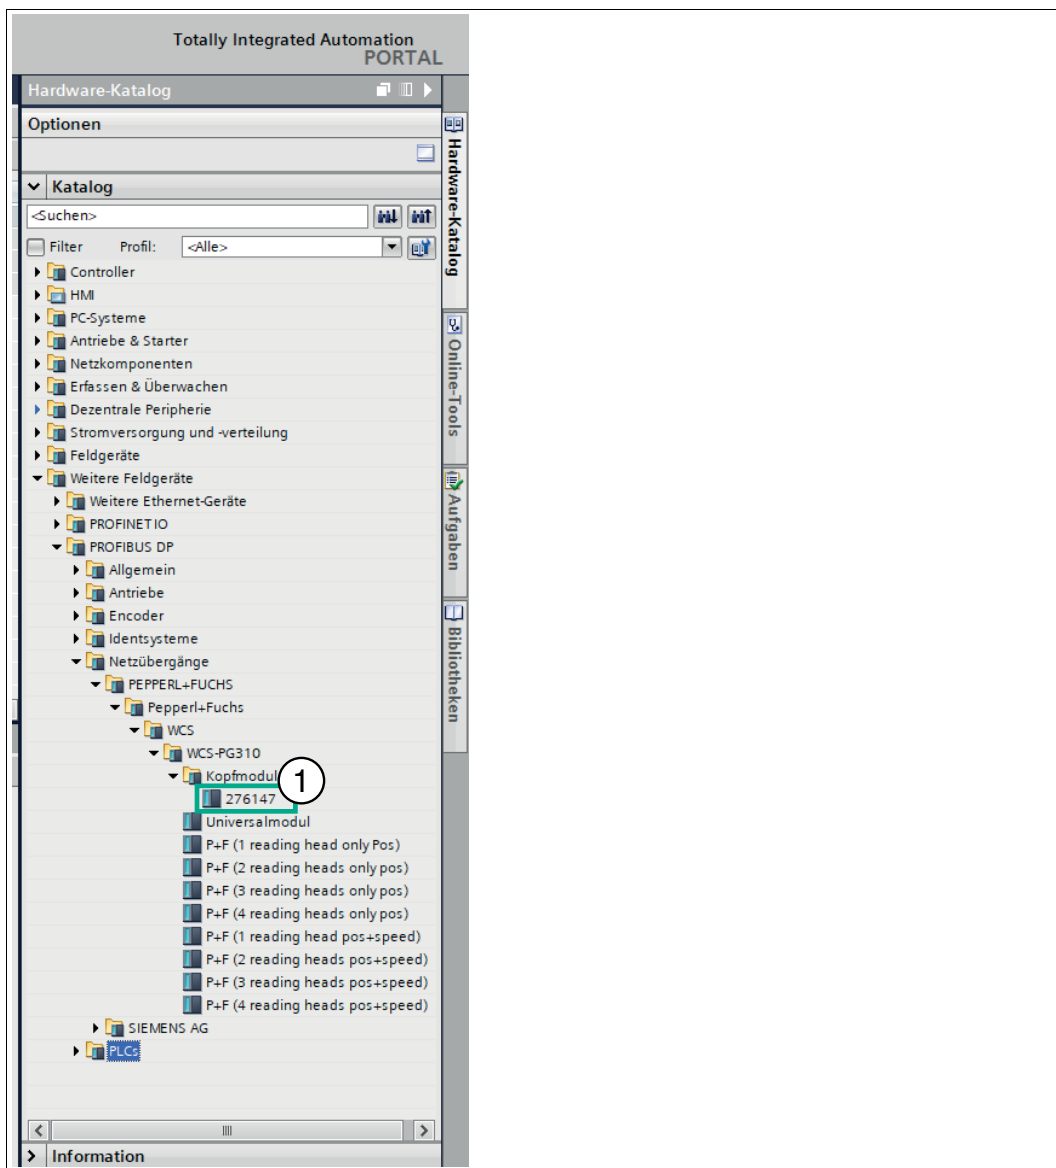 Totally Integrated Automation
PORTAL
Hardware-Katalog
Optionen
Katalog
<Suchen>
Filter Profil: <Alle>
Controller
HMI
PC-Systeme
Antriebe & Starter
Netzkomponenten
Erfassen & Überwachen
Dezentrale Peripherie
Stromversorgung und -verteilung
Feldgeräte
Weitere Feldgeräte
Weitere Ethernet-Geräte
PROFINET IO
PROFIBUS DP
Allgemein
Antriebe
Encoder
Identsysteme
Netzübergänge
PEPPERL+FUCHS
Pepperl+Fuchs
WCS
WCS-PG310
Kopfmodul
1
276147
Universalmodul
P+F (1 reading head only Pos)
P+F (2 reading heads only pos)
P+F (3 reading heads only pos)
P+F (4 reading heads only pos)
P+F (1 reading head pos+speed)
P+F (2 reading heads pos+speed)
P+F (3 reading heads pos+speed)
P+F (4 reading heads pos+speed)
SIEMENS AG
PLCs
Information
Hardware-Katalog
Online-Tools
Aufgaben
Bibliotheken